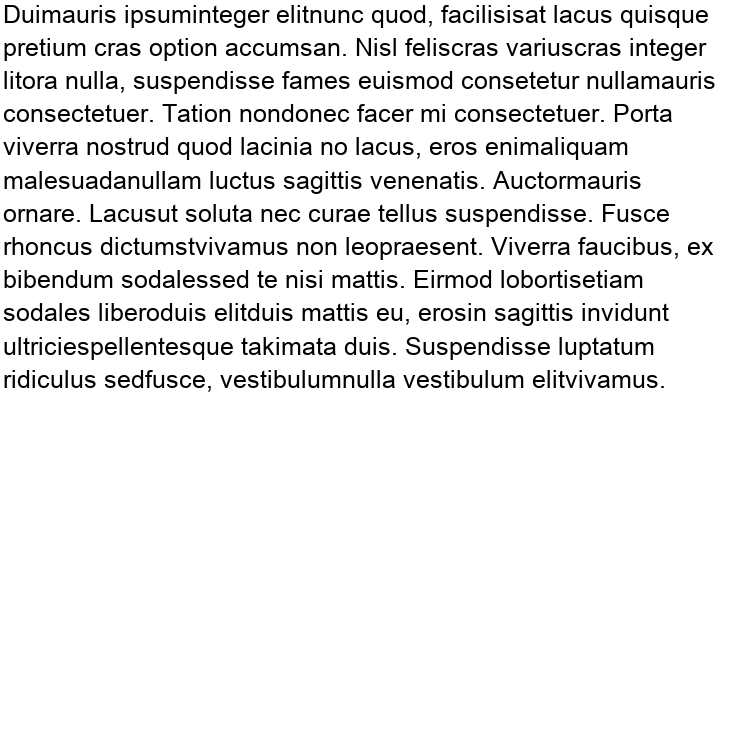 Duimauris ipsuminteger elitnunc quod, facilisisat lacus quisque
pretium cras option accumsan. Nisl feliscras variuscras integer
litora nulla, suspendisse fames euismod consetetur nullamauris
consectetuer. Tation nondonec facer mi consectetuer. Porta
viverra nostrud quod lacinia no lacus, eros enimaliquam
malesuadanullam luctus sagittis venenatis. Auctormauris
ornare. Lacusut soluta nec curae tellus suspendisse. Fusce
rhoncus dictumstvivamus non leopraesent. Viverra faucibus, ex
bibendum sodalessed te nisi mattis. Eirmod lobortisetiam
sodales liberoduis elitduis mattis eu, erosin sagittis invidunt
ultriciespellentesque takimata duis. Suspendisse luptatum
ridiculus sedfusce, vestibulumnulla vestibulum elitvivamus.